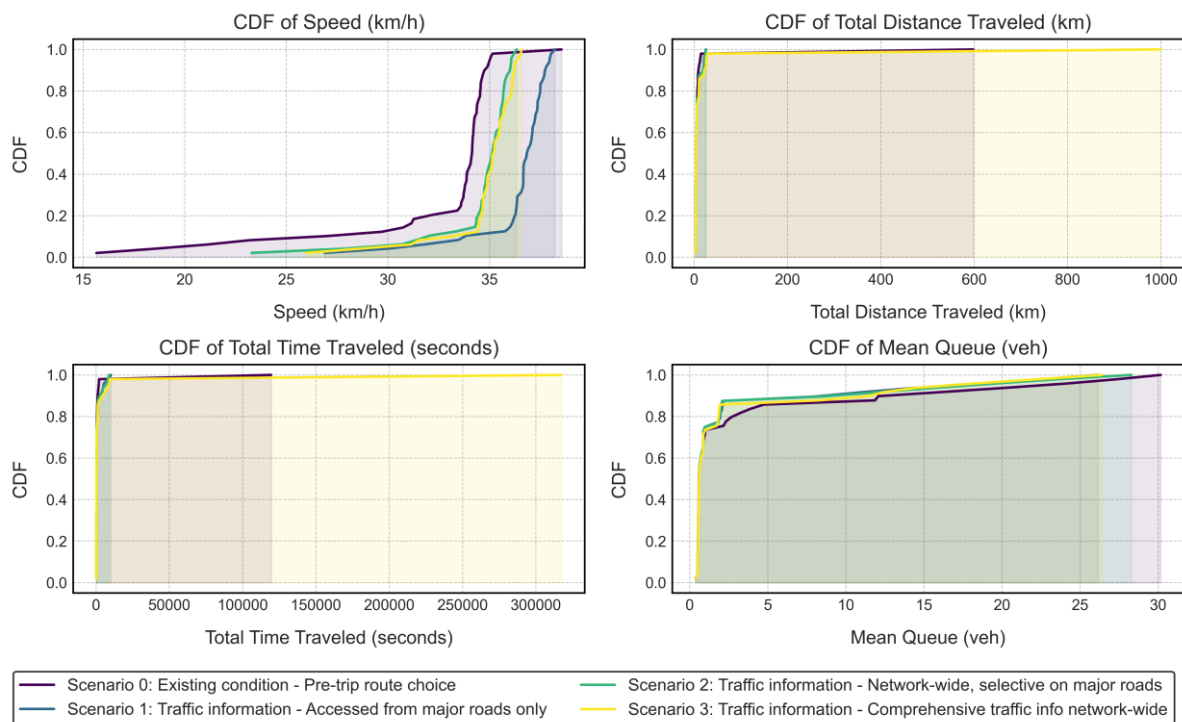 CDF of Speed (km/h)
1.0
0.8
0.6
0.4
0.2
0.0
CDF
15 20 25 30 35
Speed (km/h)
CDF of Total Distance Traveled (km)
1.0
0.8
0.6
0.4
0.2
0.0
CDF
0 200 400 600 800 1000
Total Distance Traveled (km)
CDF of Total Time Traveled (seconds)
1.0
0.8
0.6
0.4
0.2
0.0
CDF
0 50000 100000 150000 200000 250000 300000
Total Time Traveled (seconds)
CDF of Mean Queue (veh)
1.0
0.8
0.6
0.4
0.2
0.0
CDF
0 5 10 15 20 25 30
Mean Queue (veh)
Scenario 0: Existing condition - Pre-trip route choice
Scenario 1: Traffic information - Accessed from major roads only
Scenario 2: Traffic information - Network-wide, selective on major roads
Scenario 3: Traffic information - Comprehensive traffic info network-wide